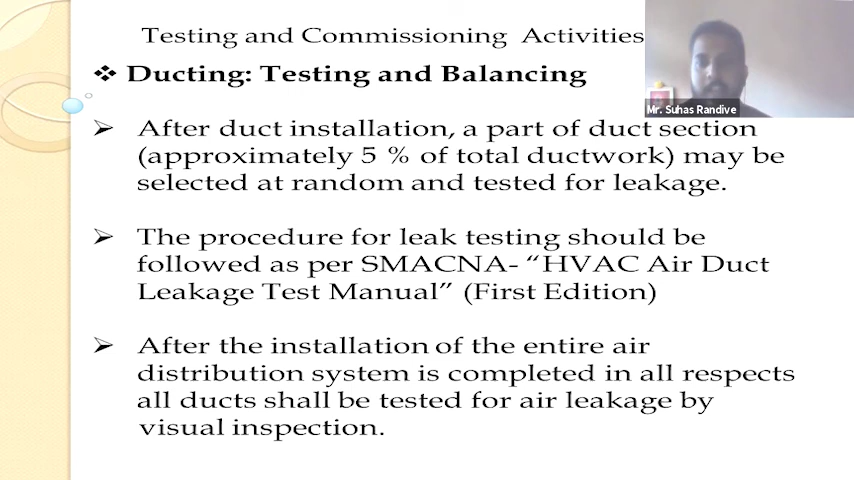 Testing and Commissioning Activities
❖ Ducting: Testing and Balancing
Mr. Suhas Randive
➢ After duct installation, a part of duct section
(approximately 5 % of total ductwork) may be
selected at random and tested for leakage.
➢ The procedure for leak testing should be
followed as per SMACNA- “HVAC Air Duct
Leakage Test Manual” (First Edition)
➢ After the installation of the entire air
distribution system is completed in all respects
all ducts shall be tested for air leakage by
visual inspection.